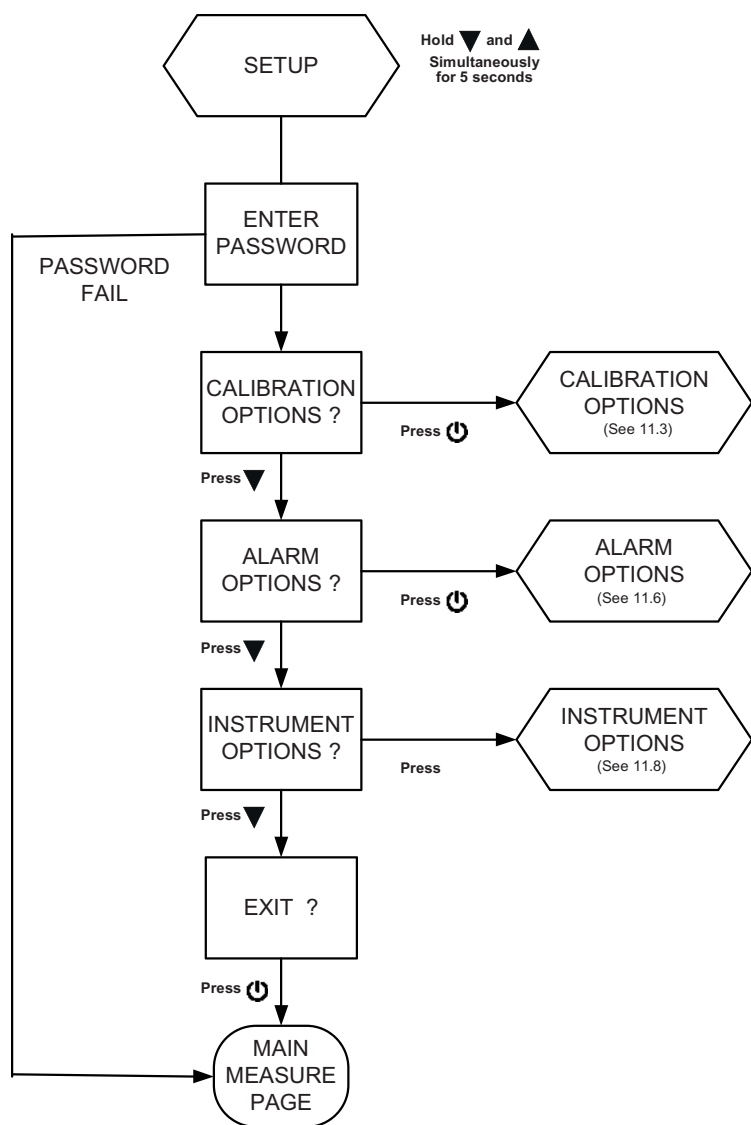 SETUP
Hold ▼ and ▲
Simultaneously
for 5 seconds
ENTER
PASSWORD
PASSWORD
FAIL
CALIBRATION
OPTIONS ?
Press
CALIBRATION
OPTIONS
(See 11.3)
Press ▼
ALARM
OPTIONS ?
Press
ALARM
OPTIONS
(See 11.6)
Press ▼
INSTRUMENT
OPTIONS ?
Press
INSTRUMENT
OPTIONS
(See 11.8)
Press ▼
EXIT ?
Press
MAIN
MEASURE
PAGE